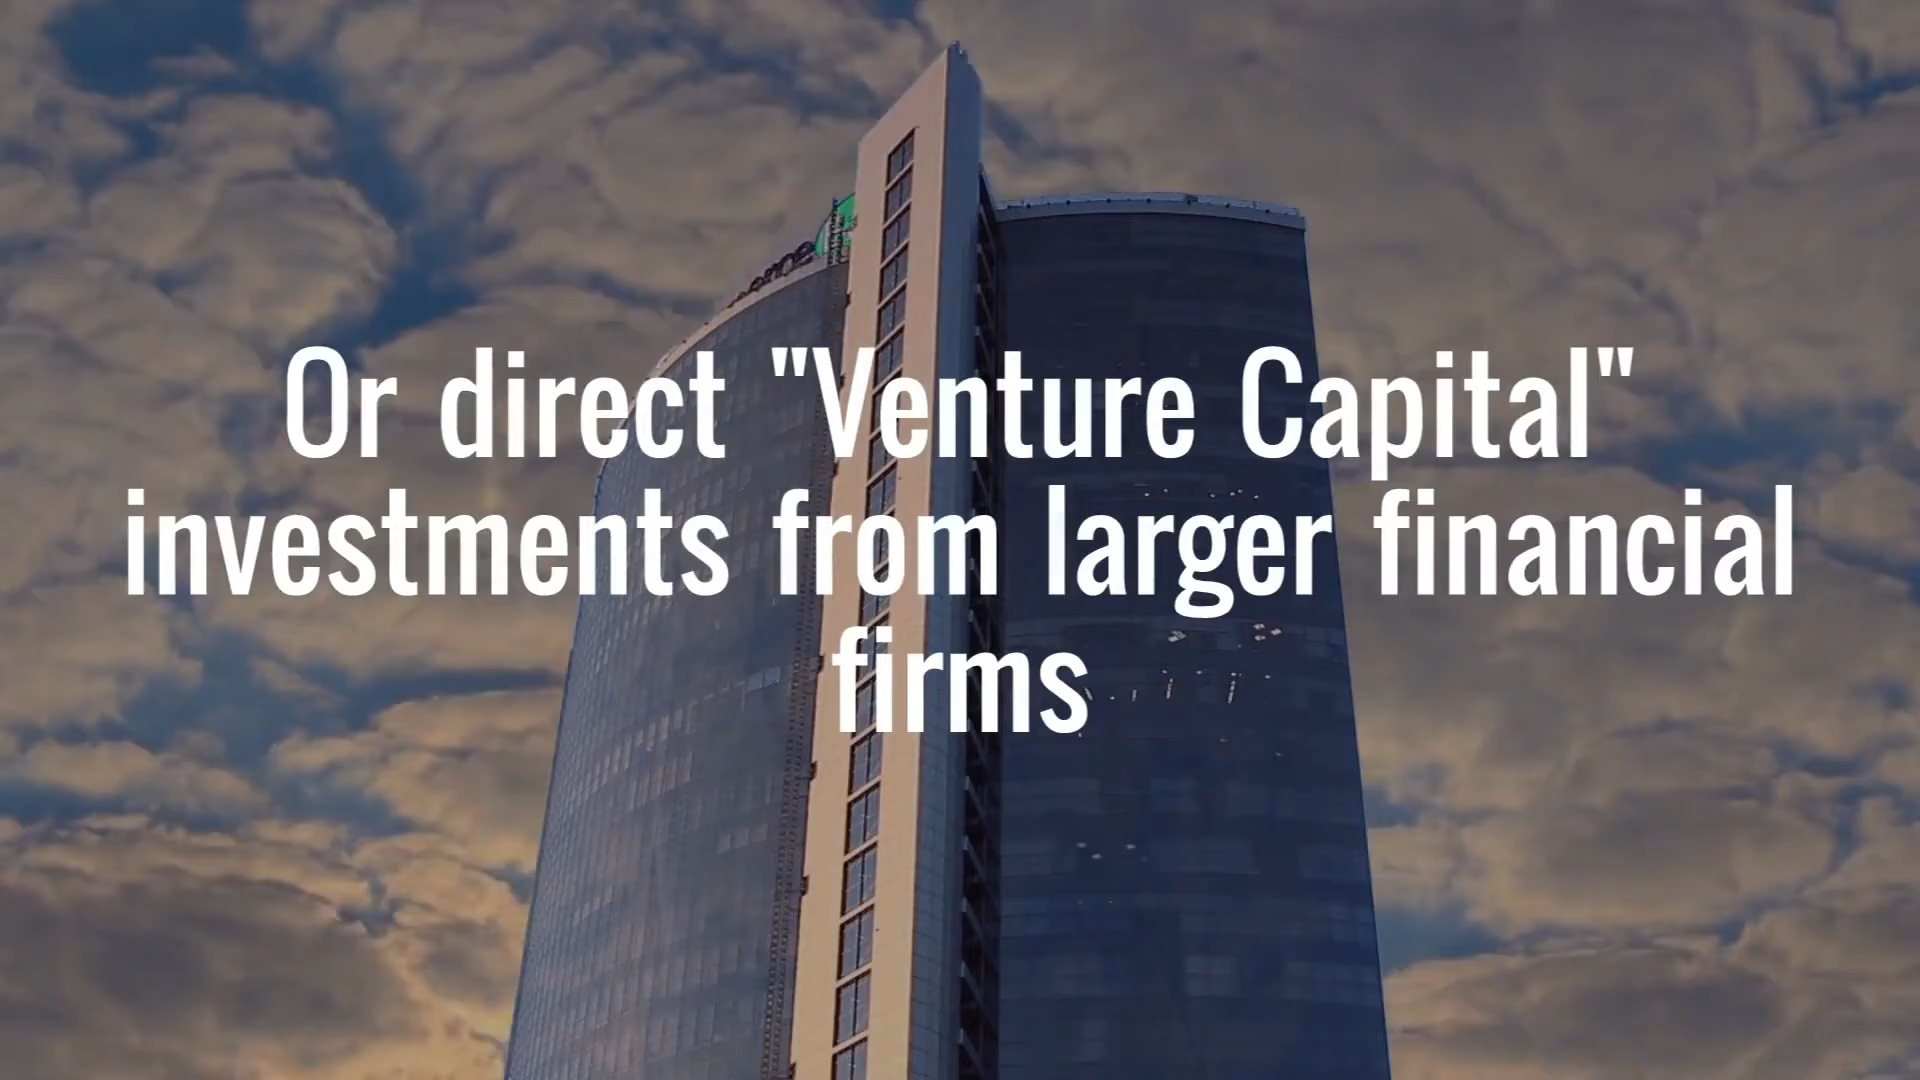 Or direct "Venture Capital"
investments from larger financial
firms